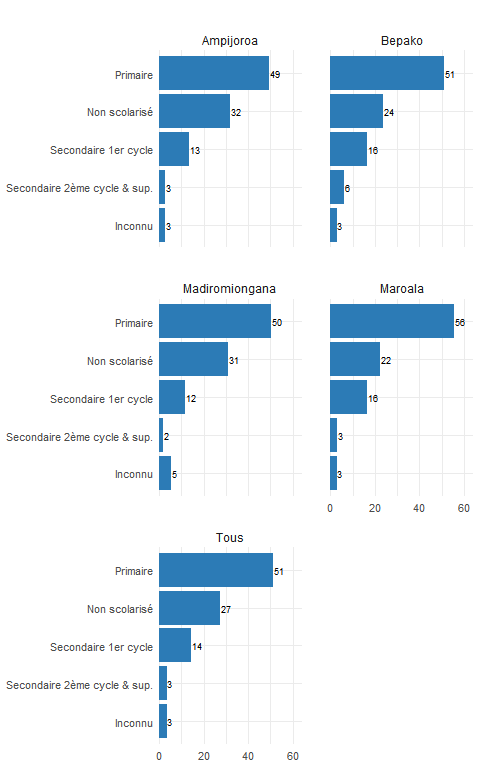 Ampijoroa
Bepako
Primaire 49 51
Non scolarisé 32 24
Secondaire 1er cycle 13 16
Secondaire 2ème cycle & sup. 3 6
Inconnu 3 3
Madiromiongana
Maroala
Primaire 50 56
Non scolarisé 31 22
Secondaire 1er cycle 12 16
Secondaire 2ème cycle & sup. 2 3
Inconnu 5 3
0 20 40 60
Tous
Primaire 51
Non scolarisé 27
Secondaire 1er cycle 14
Secondaire 2ème cycle & sup. 3
Inconnu 3
0 20 40 60